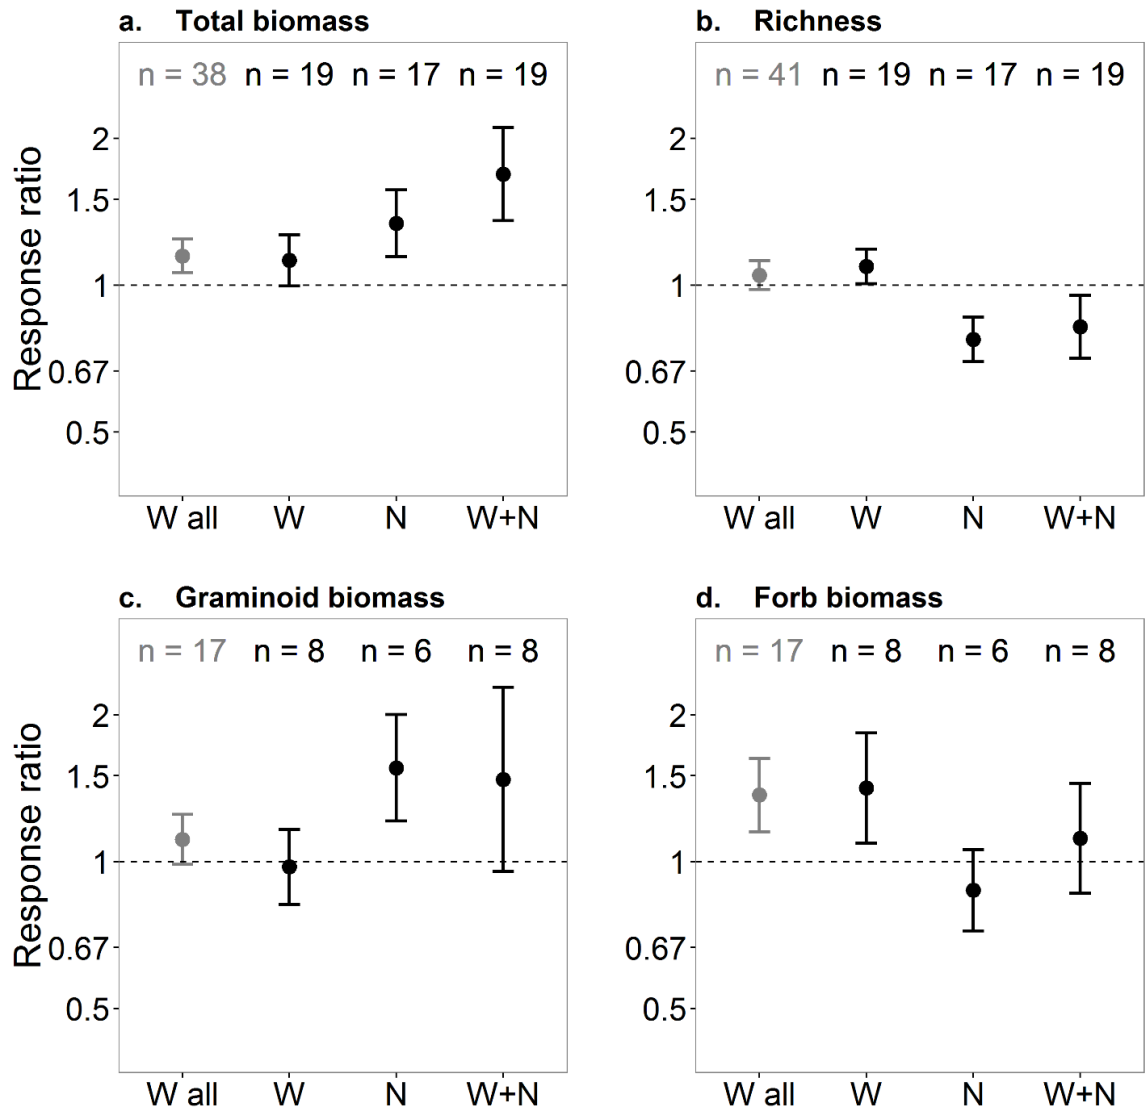 a. Total biomass
n = 38 n = 19 n = 17 n = 19
Response ratio
2
1.5
1
0.67
0.5
W all W N W+N
b. Richness
n = 41 n = 19 n = 17 n = 19
2
1.5
1
0.67
0.5
W all W N W+N
c. Graminoid biomass
n = 17 n = 8 n = 6 n = 8
Response ratio
2
1.5
1
0.67
0.5
W all W N W+N
d. Forb biomass
n = 17 n = 8 n = 6 n = 8
2
1.5
1
0.67
0.5
W all W N W+N